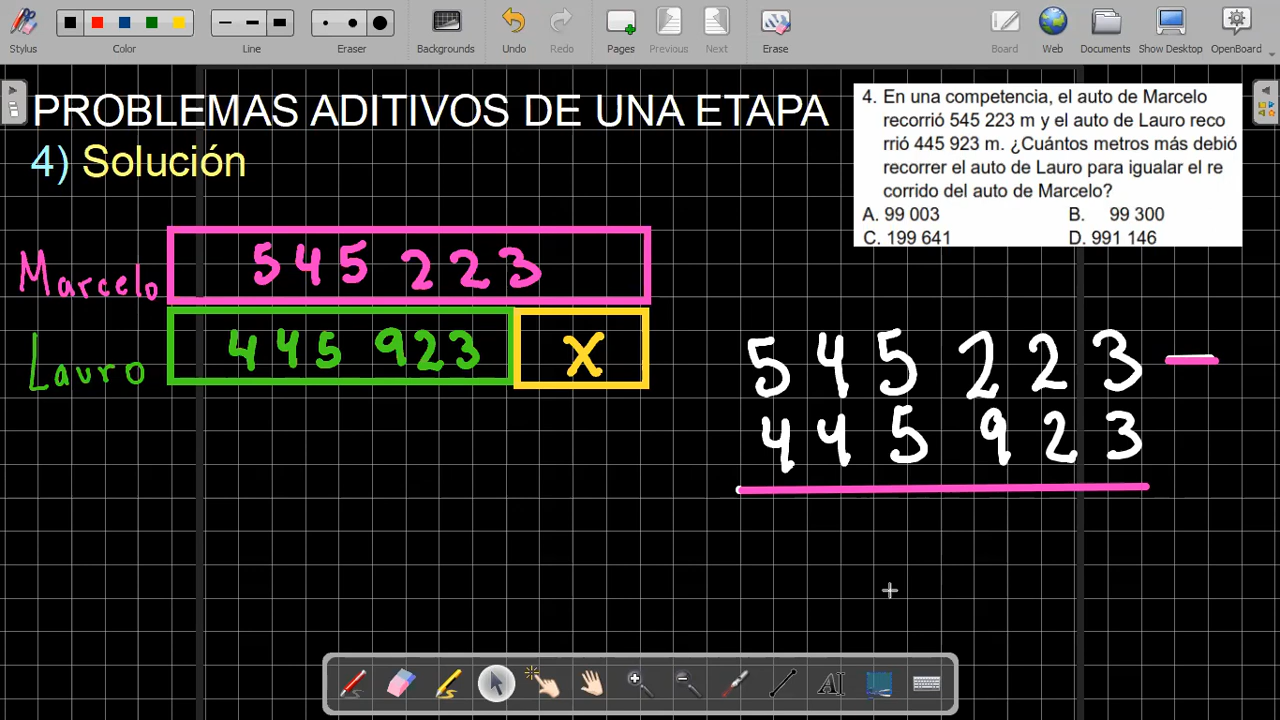 Stylus Color Line Eraser Backgrounds Undo Redo Pages Previous Next Erase Board Web Documents Show Desktop OpenBoard
PROBLEMAS ADITIVOS DE UNA ETAPA
4) Solución
4. En una competencia, el auto de Marcelo
recorrió 545 223 m y el auto de Lauro reco
rrió 445 923 m. ¿Cuántos metros más debió
recorrer el auto de Lauro para igualar el re
corrido del auto de Marcelo?
A. 99 003 B. 99 300
C. 199 641 D. 991 146
Marcelo 545 223
Lauro 445 923 X
545 223 —
445 923
AI